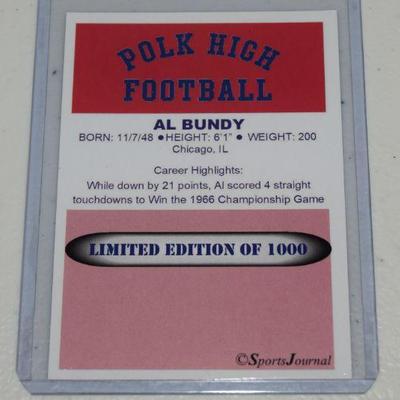 POLK HIGH
FOOTBALL
AL BUNDY
BORN: 11/7/48 ●HEIGHT: 6'1" ● WEIGHT: 200
Chicago, IL
Career Highlights:
While down by 21 points, Al scored 4 straight
touchdowns to Win the 1966 Championship Game
LIMITED EDITION OF 1000
©SportsJournal